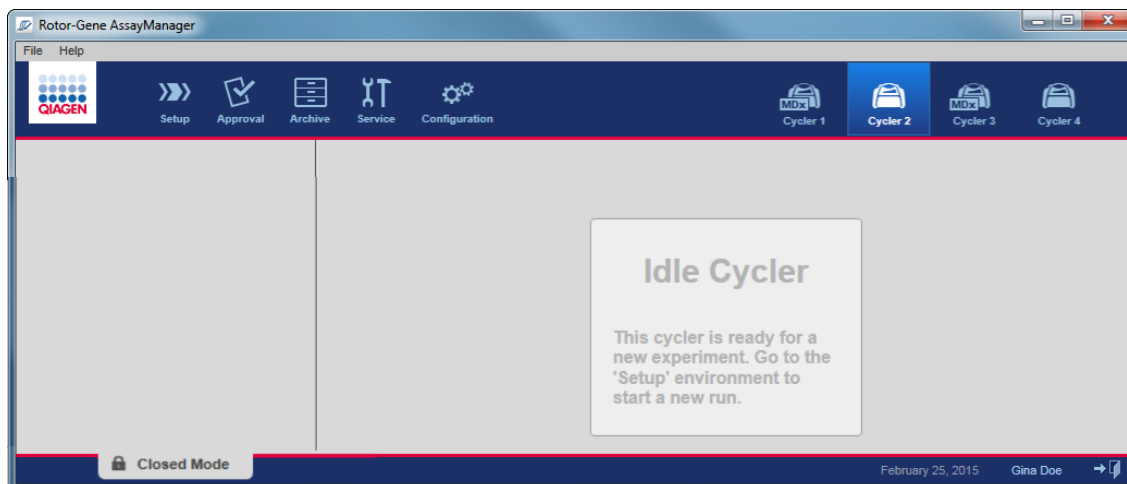 Rotor-Gene AssayManager
File Help
QIAGEN
Setup Approval Archive Service Configuration
MDx MDx
Cycler 1 Cycler 2 Cycler 3 Cycler 4
Idle Cycler
This cycler is ready for a
new experiment. Go to the
'Setup' environment to
start a new run.
Closed Mode
February 25, 2015 Gina Doe